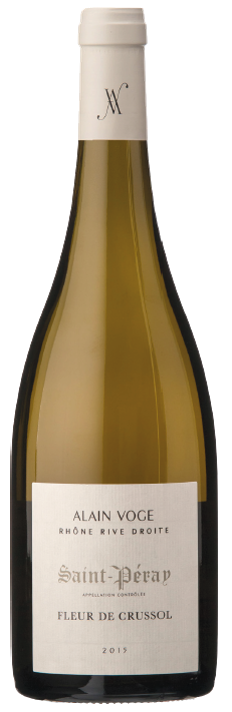 AV
ALAIN VOGE
RHÔNE RIVE DROITE
Saint-Péray
APPELLATION CONTRÔLÉE
FLEUR DE CRUSSOL
2015